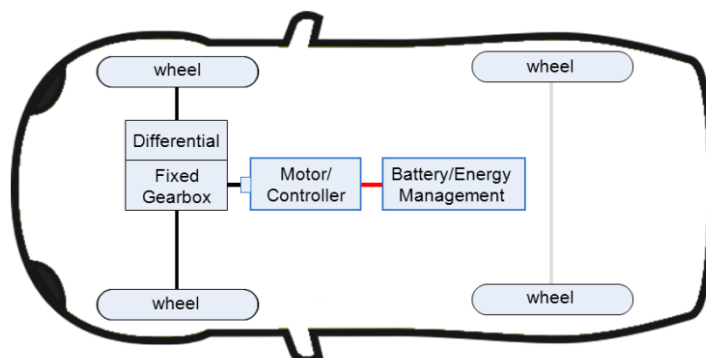 wheel
wheel
Differential
Fixed
Gearbox
Motor/
Controller
Battery/Energy
Management
wheel
wheel